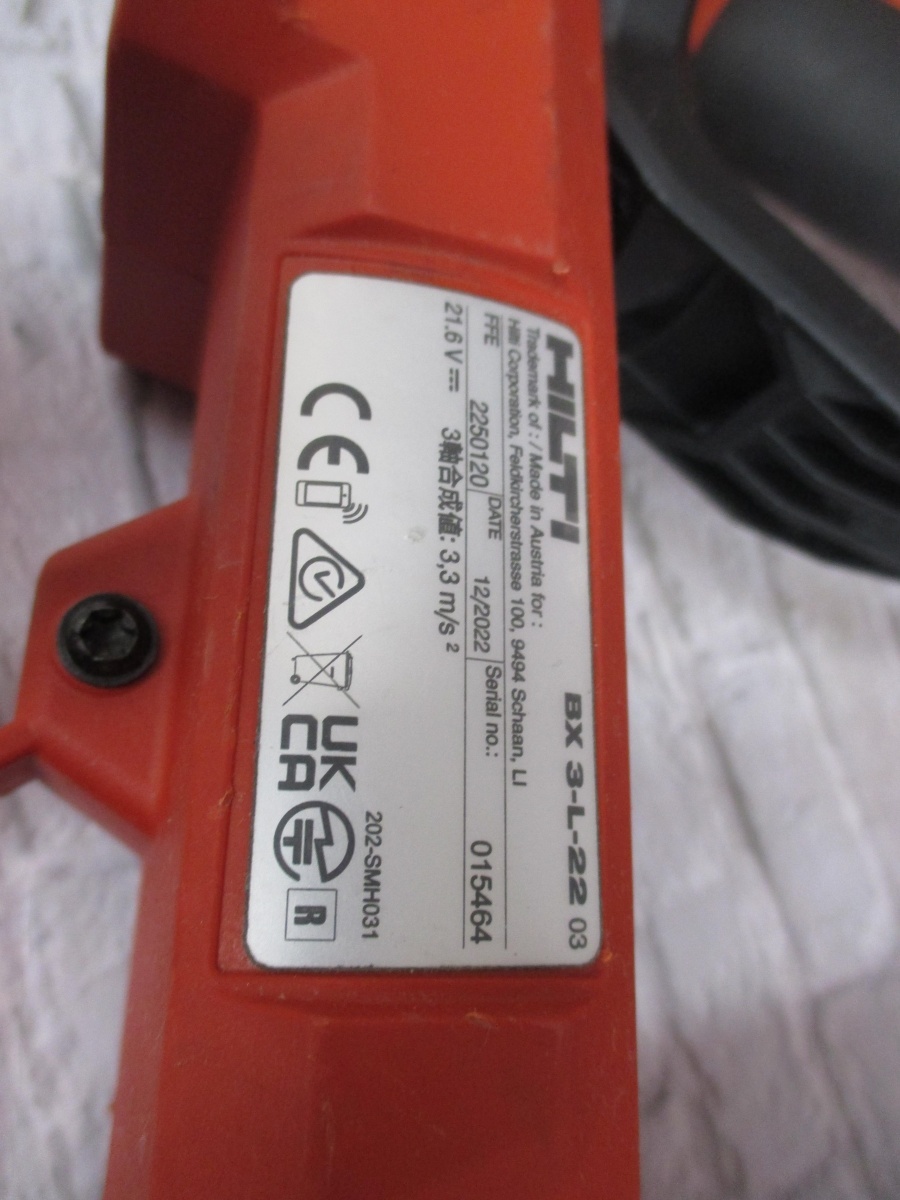 HILTI BX 3-L-22 03
Trademark of : / Made in Austria for :
Hilti Corporation, Feldkircherstrasse 100, 9494 Schaan, LI
FFE 2250120 DATE 12/2022 Serial no.: 015464
21.6 V 3軸合成値: 3,3 m/s ²
202-SMH031
CE UK CA R